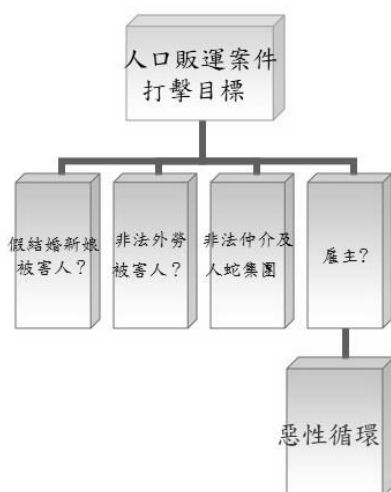 人口販運案件
打擊目標
假結婚新娘
被害人？
非法外勞
被害人？
非法仲介及
人蛇集團
雇主?
惡性循環